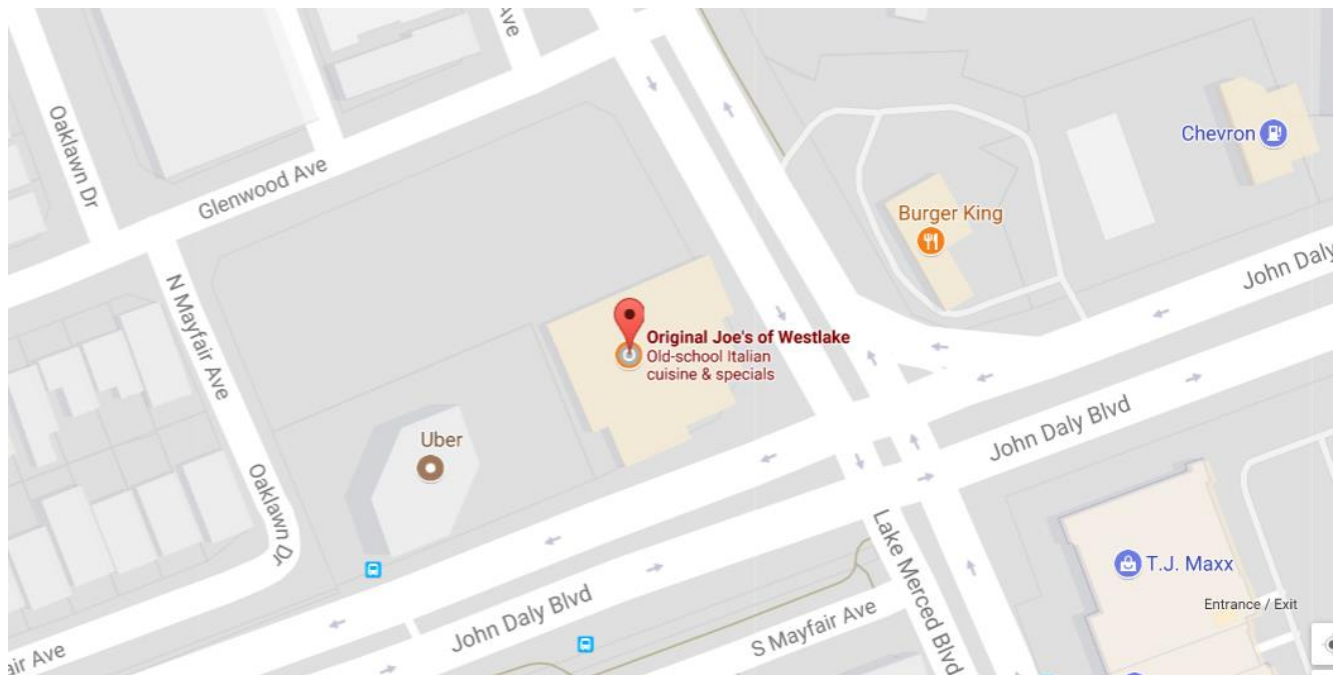 Ave
Oaklawn Dr
Glenwood Ave
Chevron
Burger King
John Daly
N Mayfair Ave
Original Joe's of Westlake
Old-school Italian
cuisine & specials
John Daly Blvd
Uber
Oaklawn Dr
Lake Merced Blvd
T.J. Maxx
Entrance / Exit
John Daly Blvd
S Mayfair Ave
air Ave